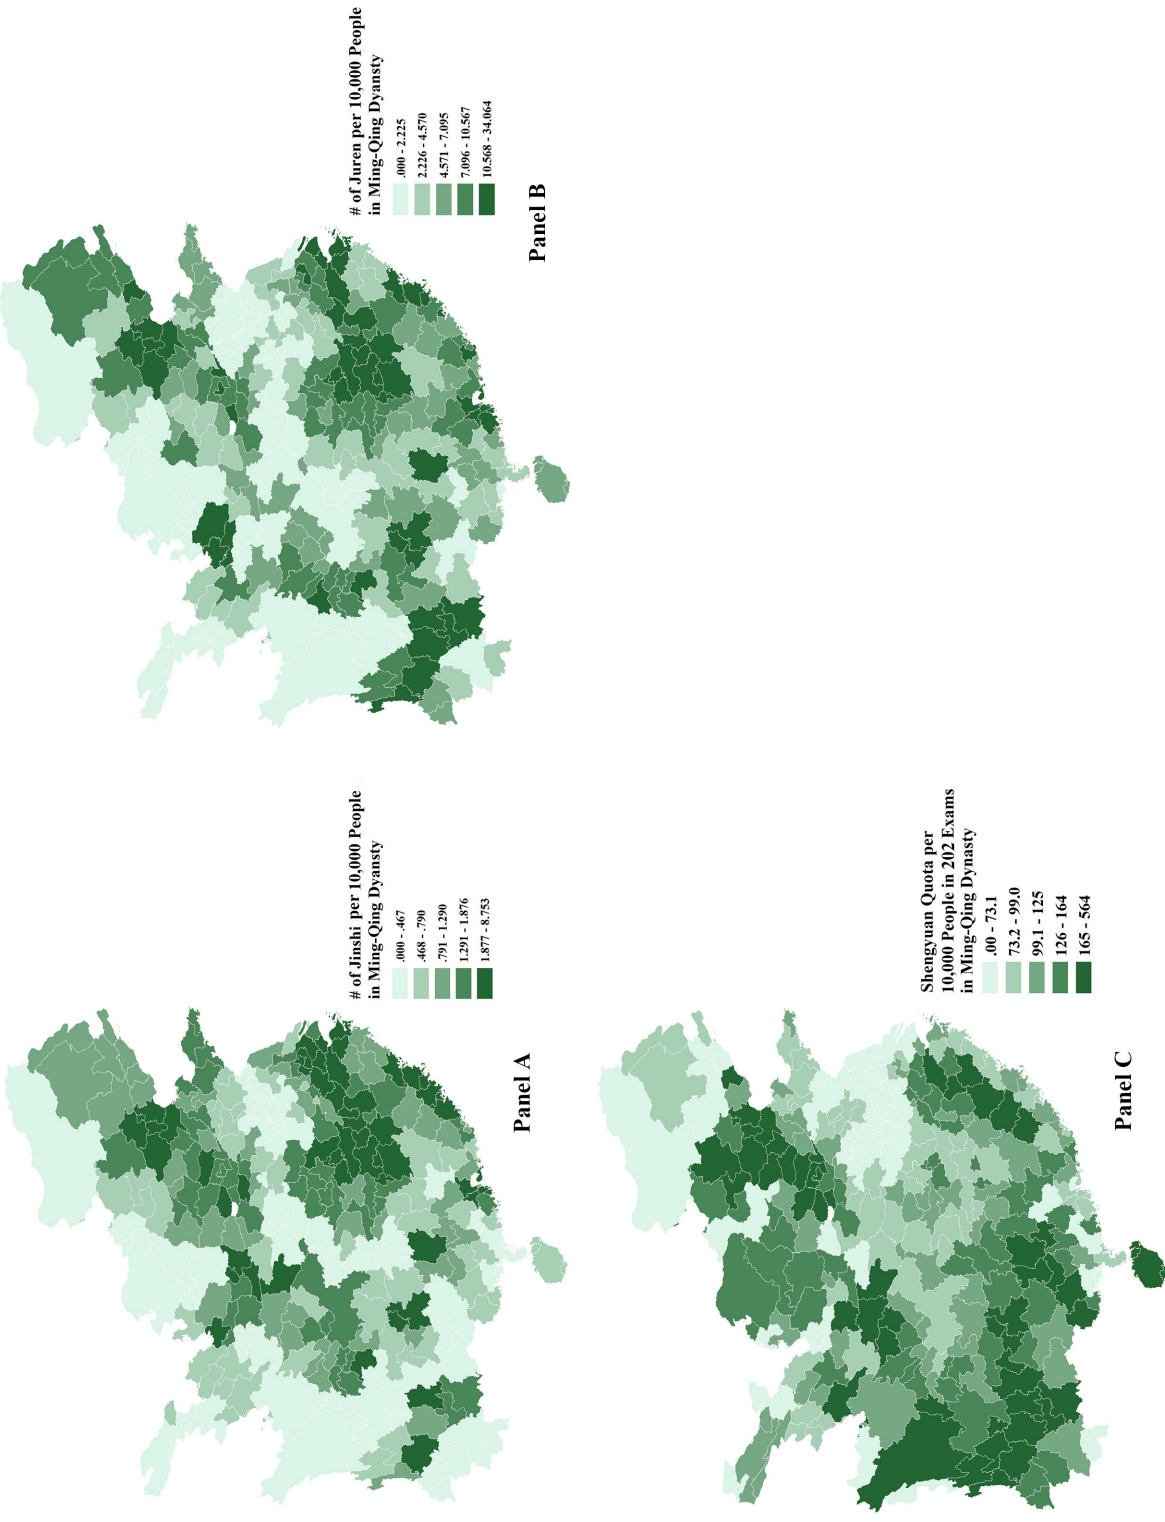 # of Jinshi per 10,000 People
in Ming-Qing Dyansty
.000 - .467
.468 - .790
.791 - 1.290
1.291 - 1.876
1.877 - 8.753
Panel A
# of Juren per 10,000 People
in Ming-Qing Dyansty
.000 - 2.225
2.226 - 4.570
4.571 - 7.095
7.096 - 10.567
10.568 - 34.064
Panel B
Shengyuan Quota per
10,000 People in 202 Exams
in Ming-Qing Dynasty
.00 - 73.1
73.2 - 99.0
99.1 - 125
126 - 164
165 - 564
Panel C